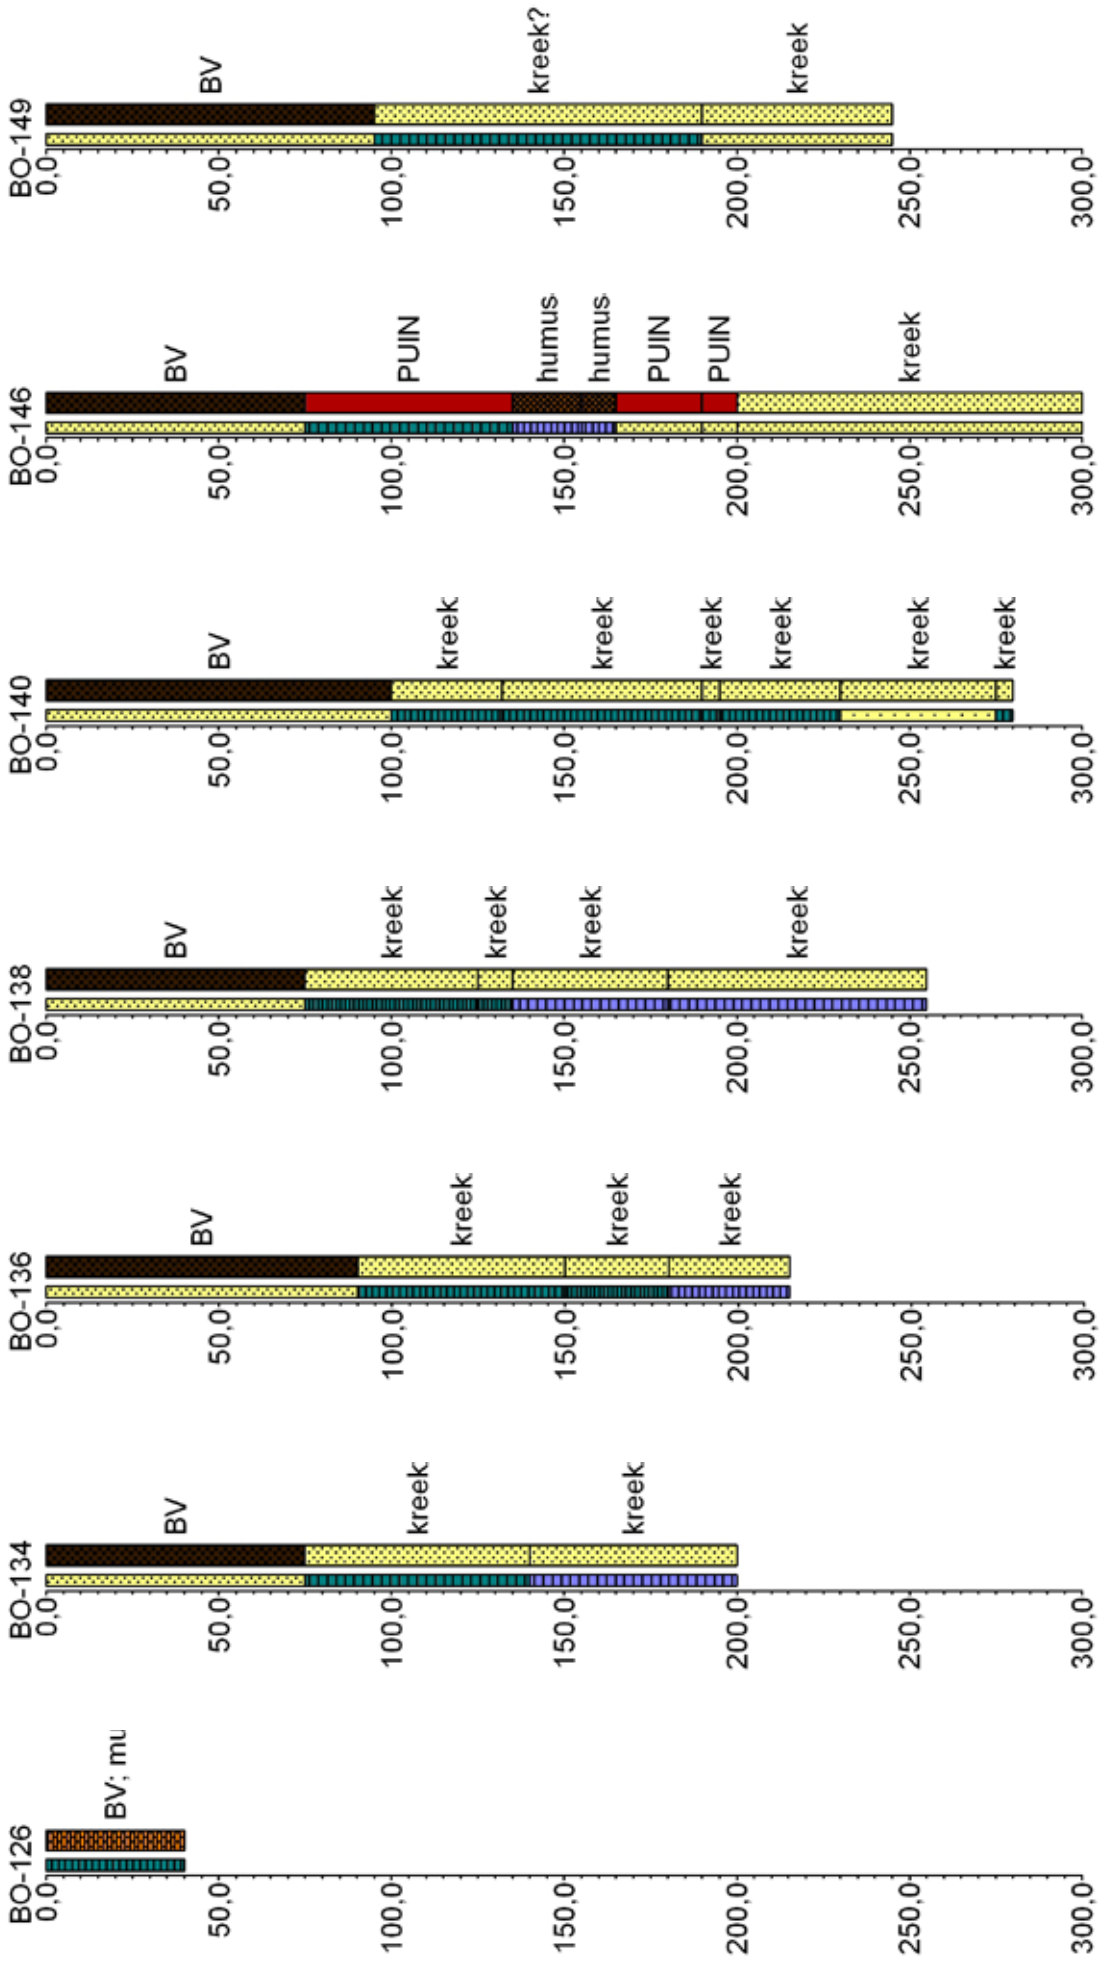 BO-126
0,0
50,0
100,0
150,0
200,0
250,0
300,0
BV; mu
BO-134
0,0
50,0
100,0
150,0
200,0
250,0
300,0
BV
kreek
kreek
BO-136
0,0
50,0
100,0
150,0
200,0
250,0
300,0
BV
kreek
kreek
kreek
BO-138
0,0
50,0
100,0
150,0
200,0
250,0
300,0
BV
kreek
kreek
kreek
kreek
BO-140
0,0
50,0
100,0
150,0
200,0
250,0
300,0
BV
kreek
kreek
kreek
kreek
kreek
kreek
BO-146
0,0
50,0
100,0
150,0
200,0
250,0
300,0
BV
PUIN
humus
humus
PUIN
PUIN
kreek
BO-149
0,0
50,0
100,0
150,0
200,0
250,0
300,0
BV
kreek?
kreek